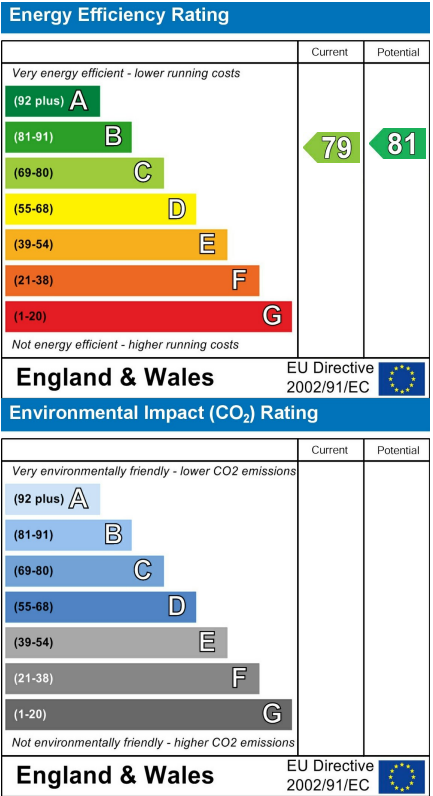 Energy Efficiency Rating
Current Potential
Very energy efficient - lower running costs
(92 plus) A
(81-91) B
79 81
(69-80) C
(55-68) D
(39-54) E
(21-38) F
(1-20) G
Not energy efficient - higher running costs
England & Wales
EU Directive
2002/91/EC
Environmental Impact (CO₂) Rating
Current Potential
Very environmentally friendly - lower CO2 emissions
(92 plus) A
(81-91) B
(69-80) C
(55-68) D
(39-54) E
(21-38) F
(1-20) G
Not environmentally friendly - higher CO2 emissions
England & Wales
EU Directive
2002/91/EC